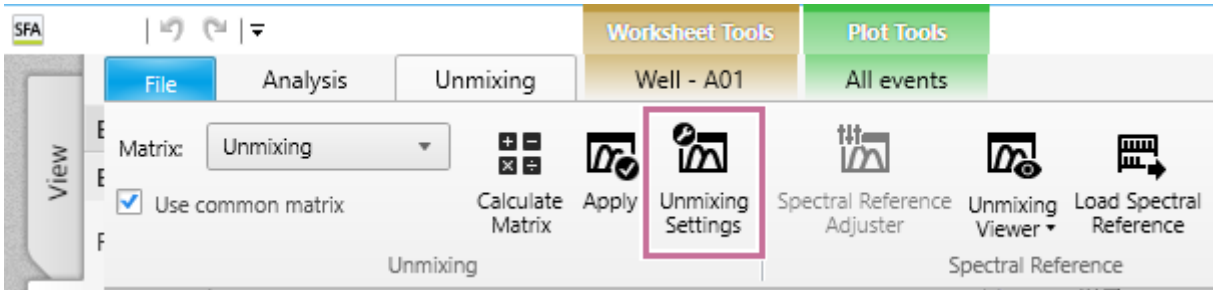 SFA
Worksheet Tools
Plot Tools
File
Analysis
Unmixing
Well - A01
All events
View
Matrix:
Unmixing
Use common matrix
Calculate
Matrix
Apply
Unmixing
Settings
Spectral Reference
Adjuster
Unmixing
Viewer
Load Spectral
Reference
Unmixing
Spectral Reference